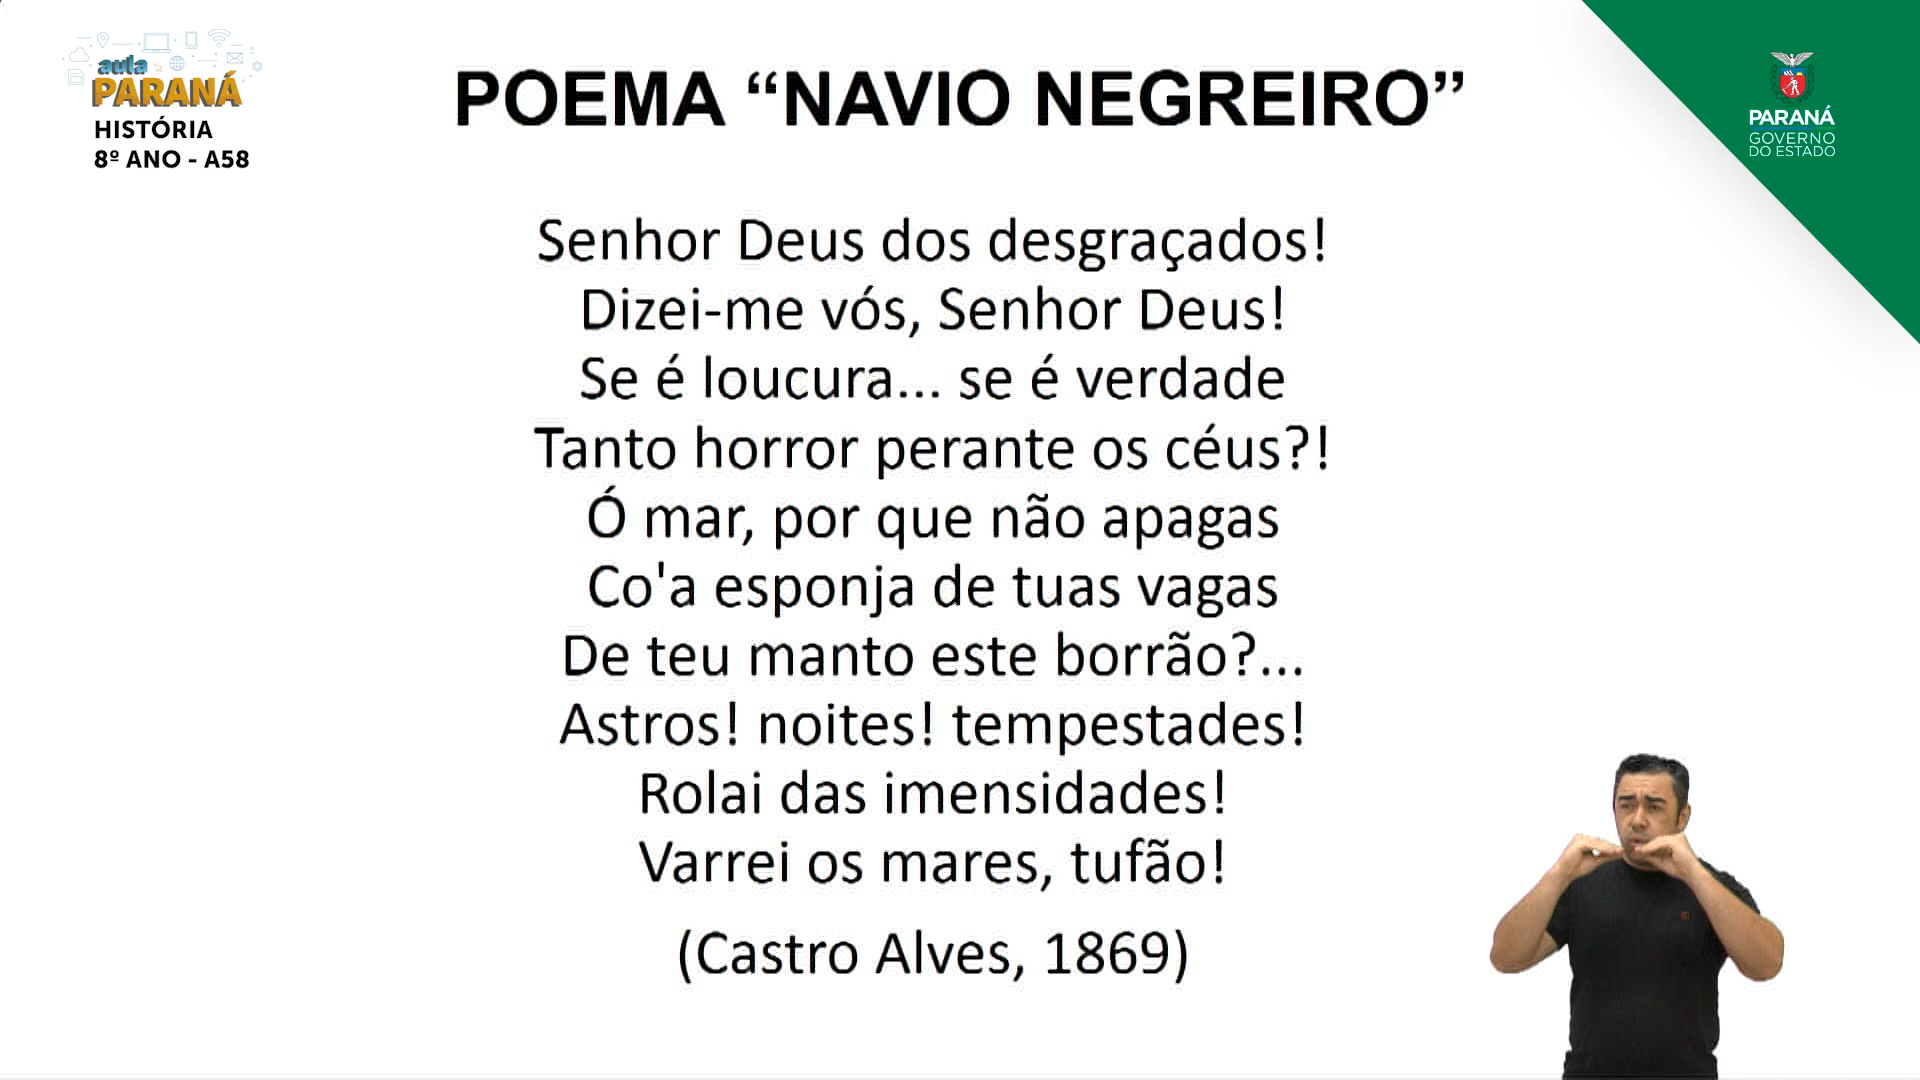 aula
PARANÁ
HISTÓRIA
8º ANO - A58
POEMA “NAVIO NEGREIRO”
PARANÁ
GOVERNO
DO ESTADO
Senhor Deus dos desgraçados!
Dizei-me vós, Senhor Deus!
Se é loucura... se é verdade
Tanto horror perante os céus?!
Ó mar, por que não apagas
Co'a esponja de tuas vagas
De teu manto este borrão?...
Astros! noites! tempestades!
Rolai das imensidades!
Varrei os mares, tufão!
(Castro Alves, 1869)